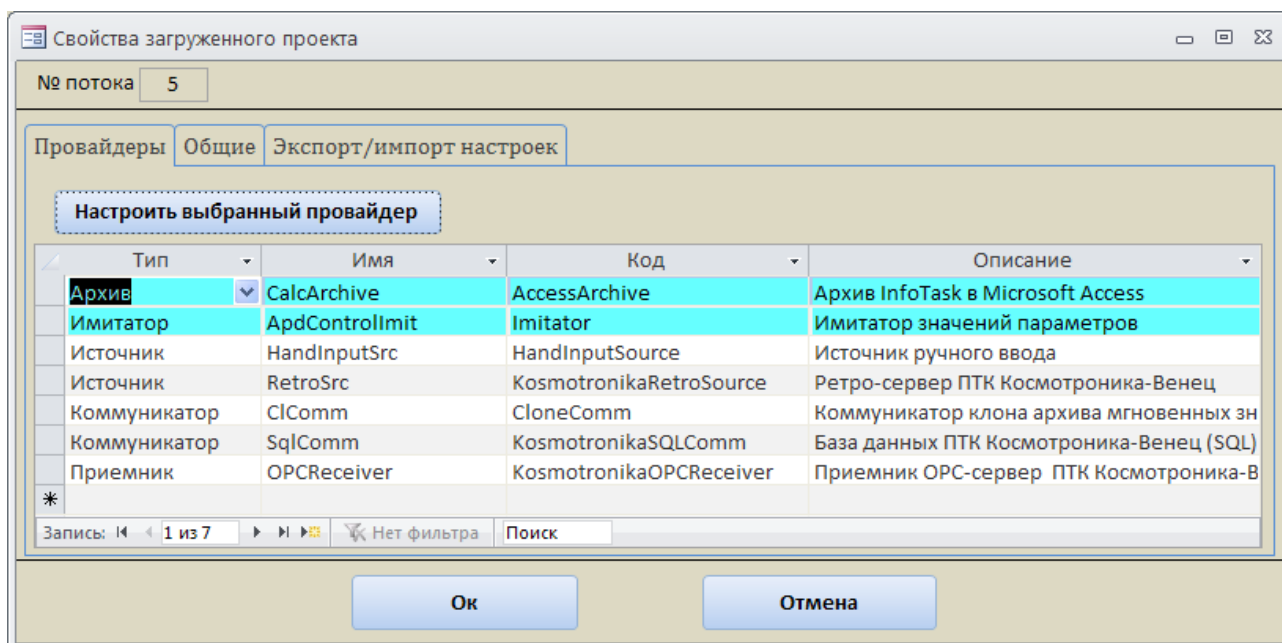 Свойства загруженного проекта
№ потока 5
Провайдеры Общие Экспорт/импорт настроек
Настроить выбранный провайдер
Тип Имя Код Описание
Архив CalcArchive AccessArchive Архив InfoTask в Microsoft Access
Имитатор ApdControlImit Imitator Имитатор значений параметров
Источник HandInputSrc HandInputSource Источник ручного ввода
Источник RetroSrc KosmotronikaRetroSource Ретро-сервер ПТК Космотроника-Венец
Коммуникатор ClComm CloneComm Коммуникатор клона архива мгновенных зн
Коммуникатор SqlComm KosmotronikaSQLComm База данных ПТК Космотроника-Венец (SQL)
Приемник OPCReceiver KosmotronikaOPCReceiver Приемник OPC-сервер ПТК Космотроника-В
Запись: 1 из 7 Нет фильтра Поиск
Ок Отмена